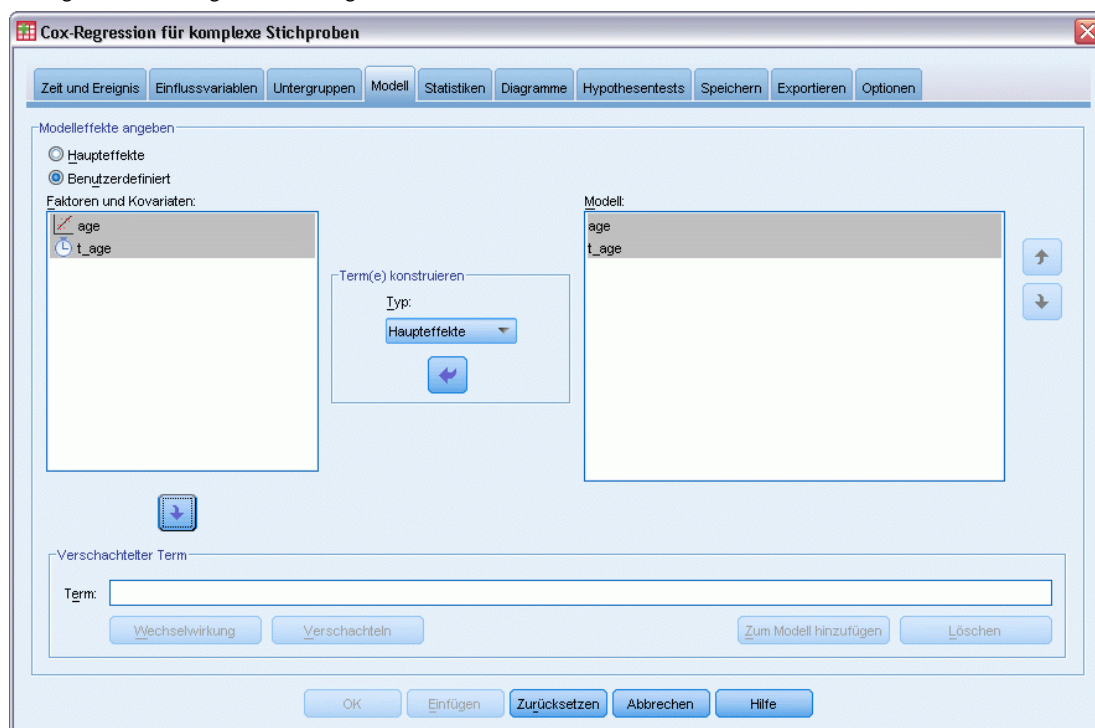 Cox-Regression für komplexe Stichproben
Zeit und Ereignis Einflussvariablen Untergruppen Modell Statistiken Diagramme Hypothesentests Speichern Exportieren Optionen
Modelleffekte angeben
Haupteffekte
Benutzerdefiniert
Faktoren und Kovariaten:
age
t_age
Term(e) konstruieren
Typ:
Haupteffekte
Modell:
age
t_age
Verschachtelter Term
Term:
Wechselwirkung Verschachteln Zum Modell hinzufügen Löschen
OK Einfügen Zurücksetzen Abbrechen Hilfe